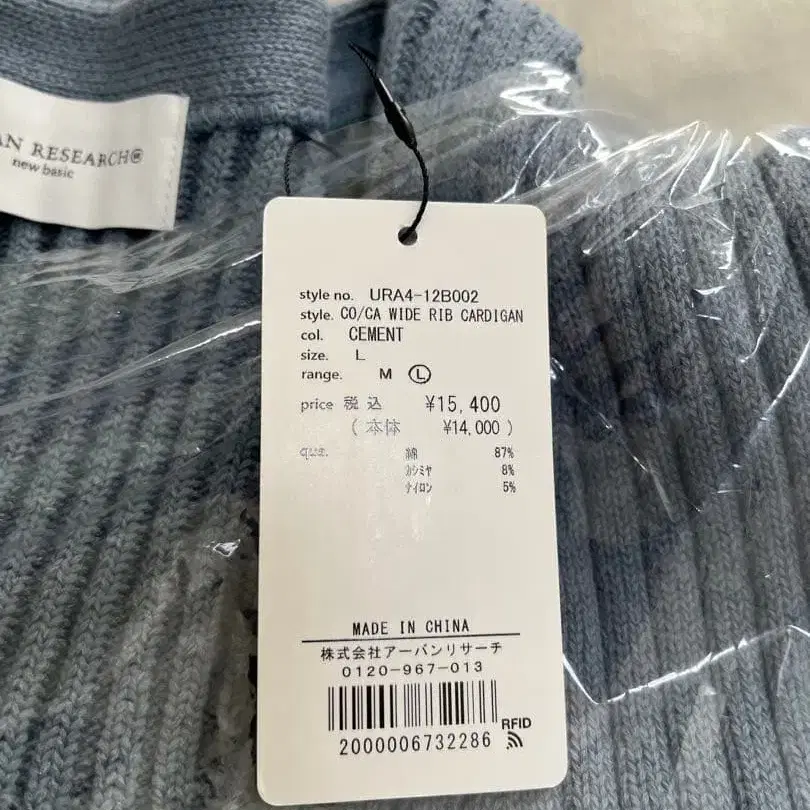 AN RESEARCH®
new basic
style no. URA4-12B002
style. CO/CA WIDE RIB CARDIGAN
col. CEMENT
size. L
range. M Ⓛ
price 税込 ¥15,400
(本体 ¥14,000)
qua. 綿 87%
カシミヤ 8%
ナイロン 5%
MADE IN CHINA
株式会社アーバンリサーチ
0120-967-013
RFID
2000006732286